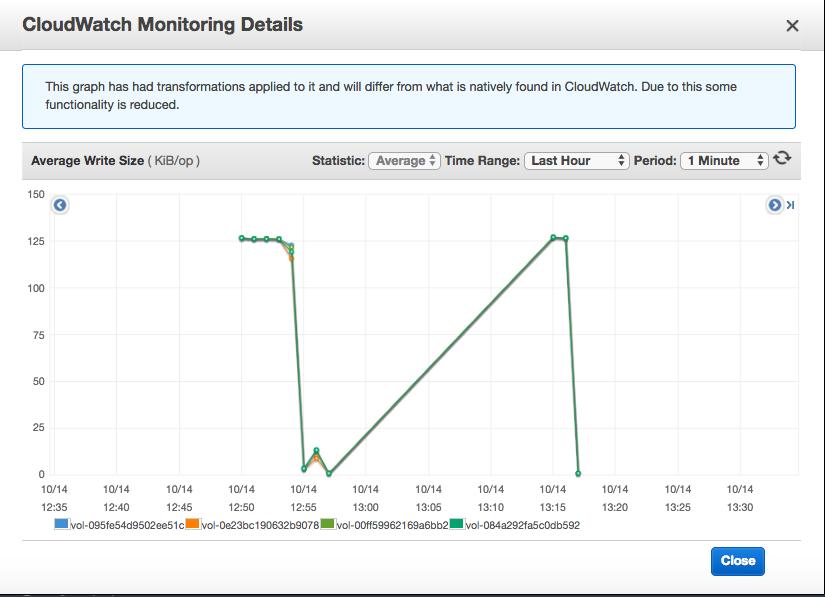 CloudWatch Monitoring Details
This graph has had transformations applied to it and will differ from what is natively found in CloudWatch. Due to this some
functionality is reduced.
Average Write Size ( KiB/op ) Statistic: Average Time Range: Last Hour Period: 1 Minute
150
125
100
75
50
25
0
10/14 10/14 10/14 10/14 10/14 10/14 10/14 10/14 10/14 10/14 10/14 10/14
12:35 12:40 12:45 12:50 12:55 13:00 13:05 13:10 13:15 13:20 13:25 13:30
vol-095fe54d9502ee51c vol-0e23bc190632b9078 vol-00ff59962169a6bb2 vol-084a292fa5c0db592
Close